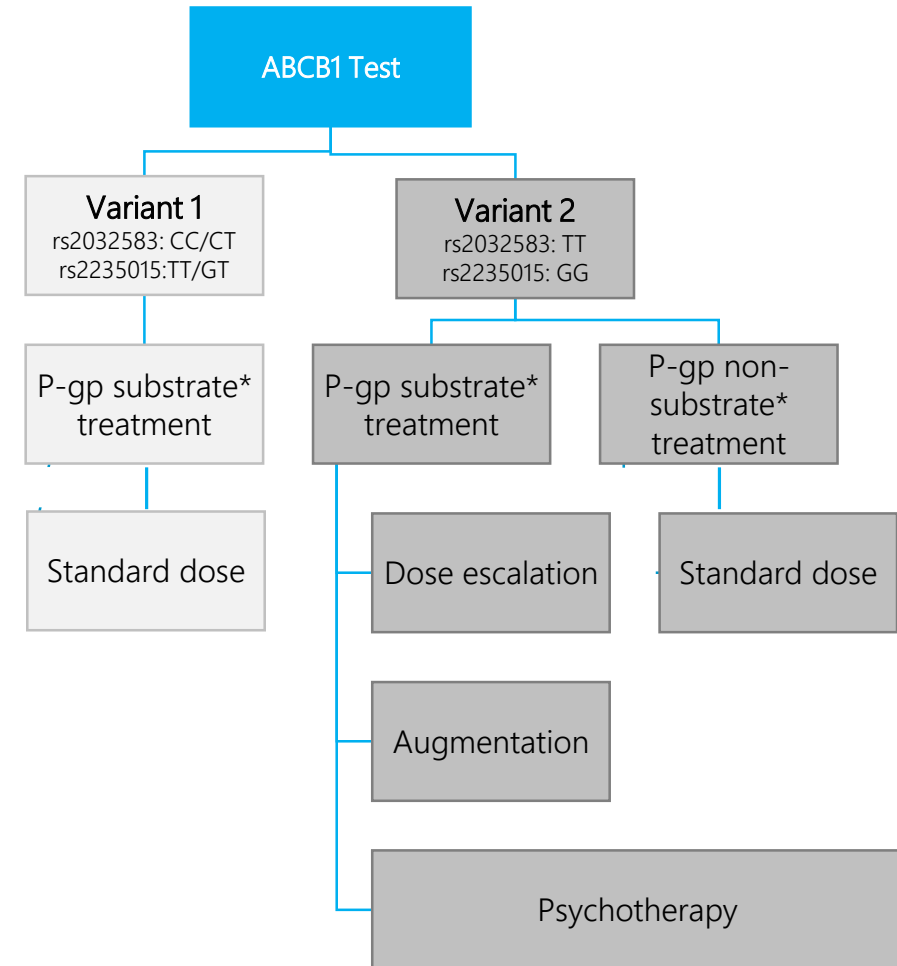 ABCB1 Test
Variant 1
rs2032583: CC/CT
rs2235015:TT/GT
Variant 2
rs2032583: TT
rs2235015: GG
P-gp substrate*
treatment
P-gp substrate*
treatment
P-gp non-
substrate*
treatment
Standard dose
Dose escalation
Standard dose
Augmentation
Psychotherapy